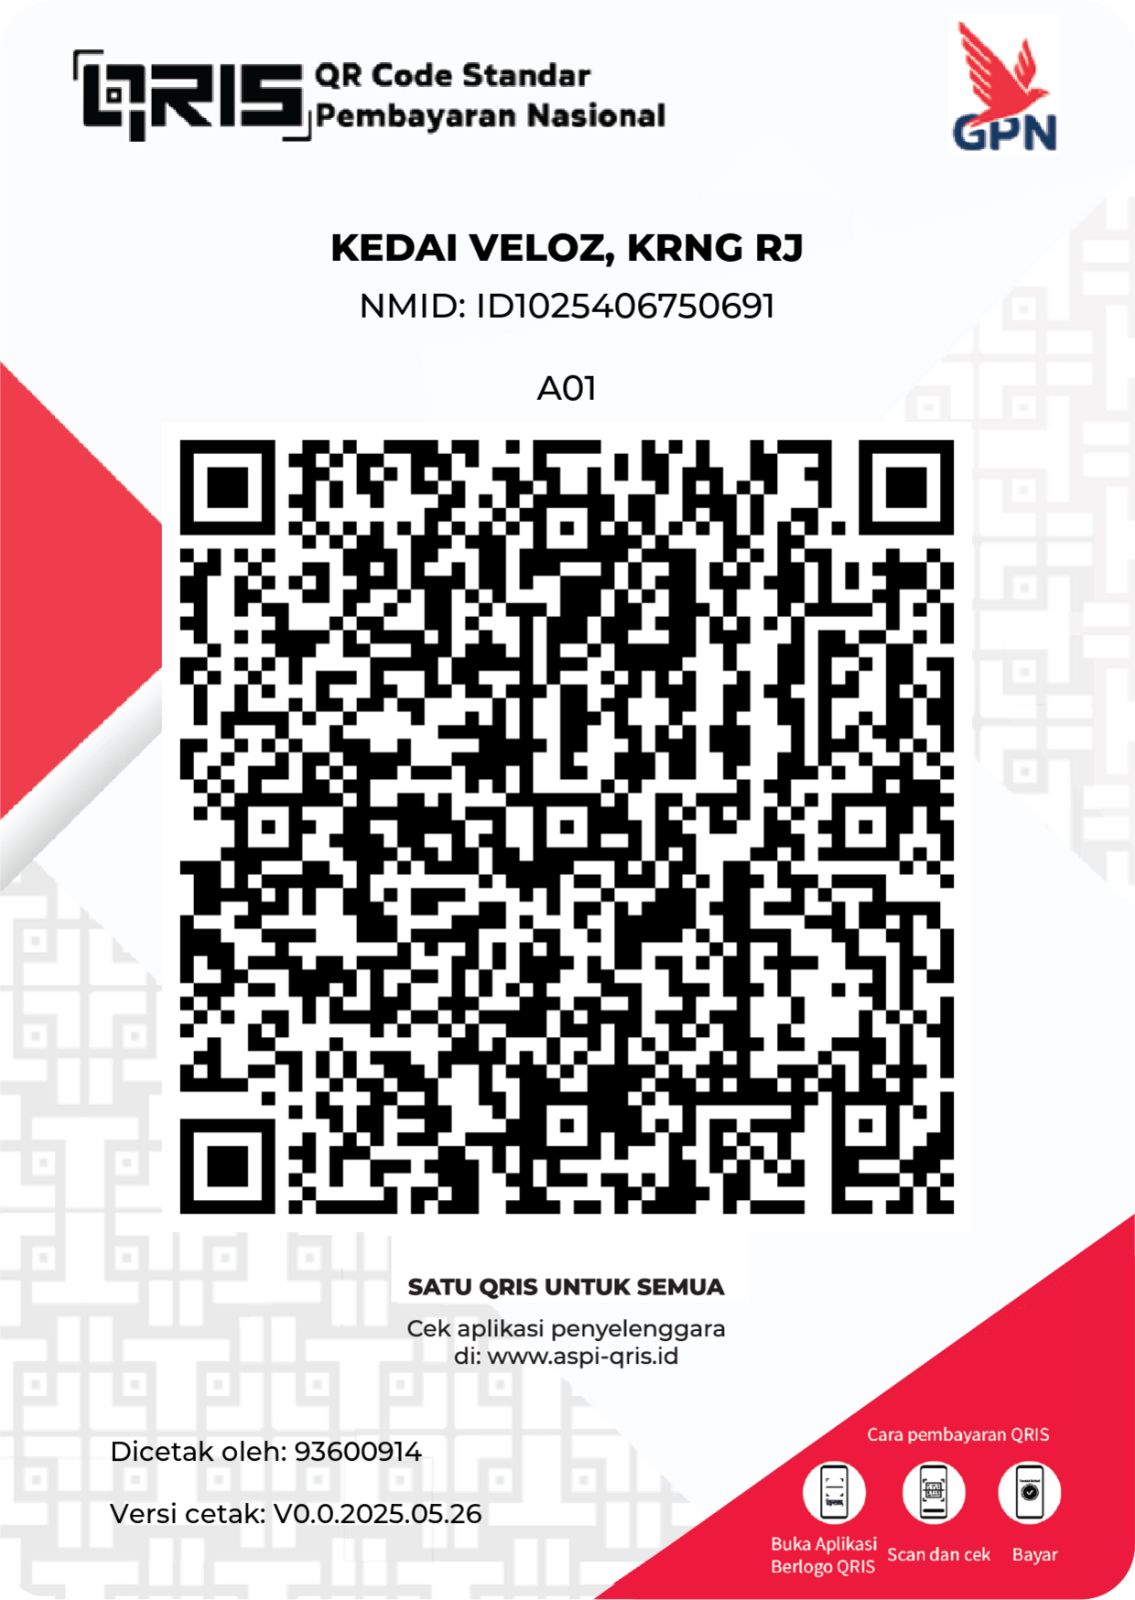 QRIS QR Code Standar
Pembayaran Nasional
GPN
KEDAI VELOZ, KRNG RJ
NMID: ID1025406750691
A01
SATU QRIS UNTUK SEMUA
Cek aplikasi penyelenggara
di: www.aspi-qris.id
Dicetak oleh: 93600914
Versi cetak: V0.0.2025.05.26
Cara pembayaran QRIS
Buka Aplikasi
Berlogo QRIS
Scan dan cek
Bayar